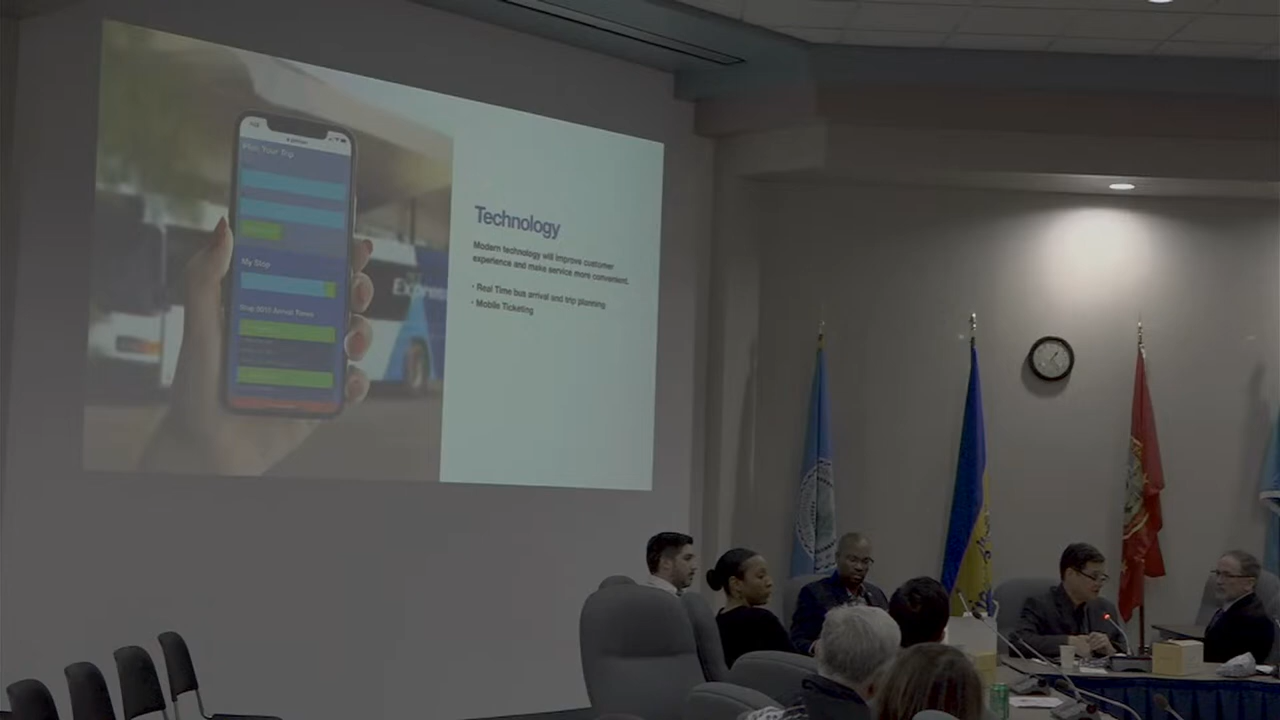 Plan Your Trip
My Stop
Technology
Modern technology will improve customer
experience and make service more convenient.
· Real Time bus arrival and trip planning
· Mobile Ticketing